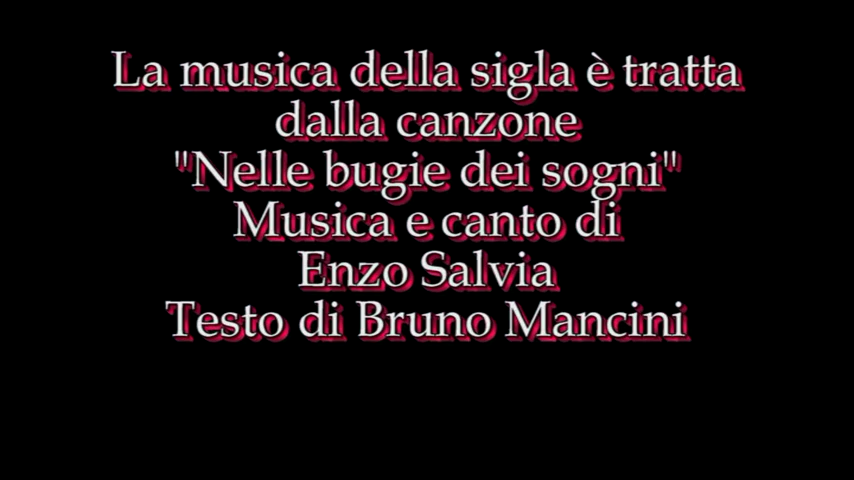 La musica della sigla è tratta
dalla canzone
"Nelle bugie dei sogni"
Musica e canto di
Enzo Salvia
Testo di Bruno Mancini